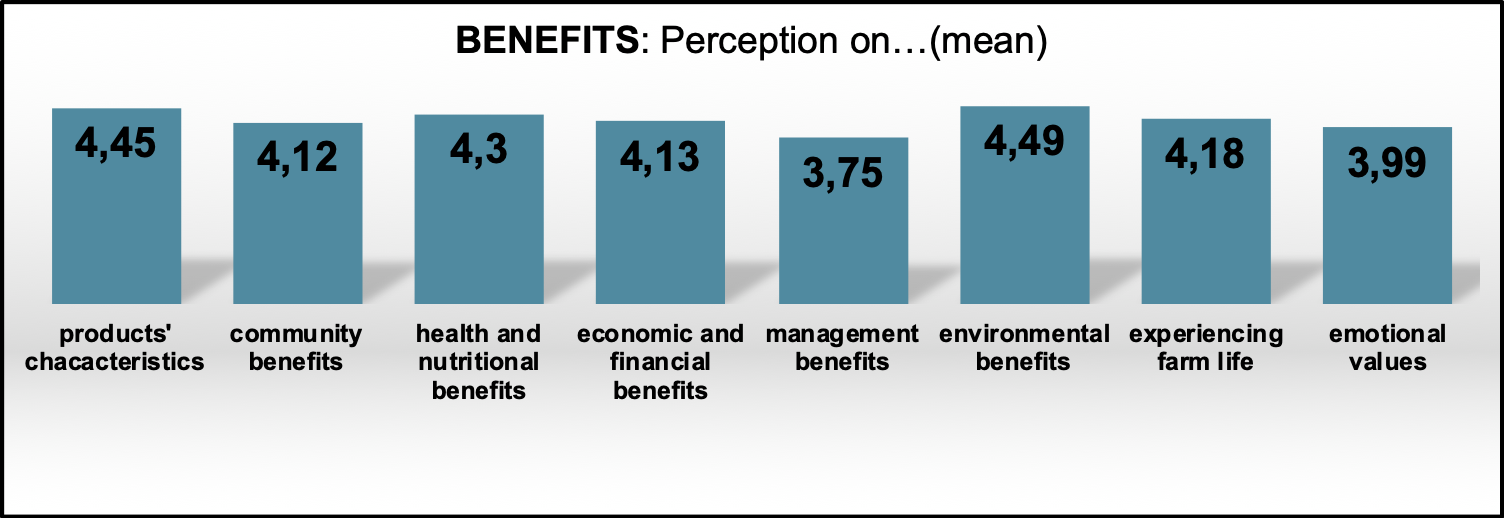 BENEFITS: Perception on…(mean)
4,45
4,12
4,3
4,13
3,75
4,49
4,18
3,99
products'
chacacteristics
community
benefits
health and
nutritional
benefits
economic and
financial
benefits
management
benefits
environmental
benefits
experiencing
farm life
emotional
values